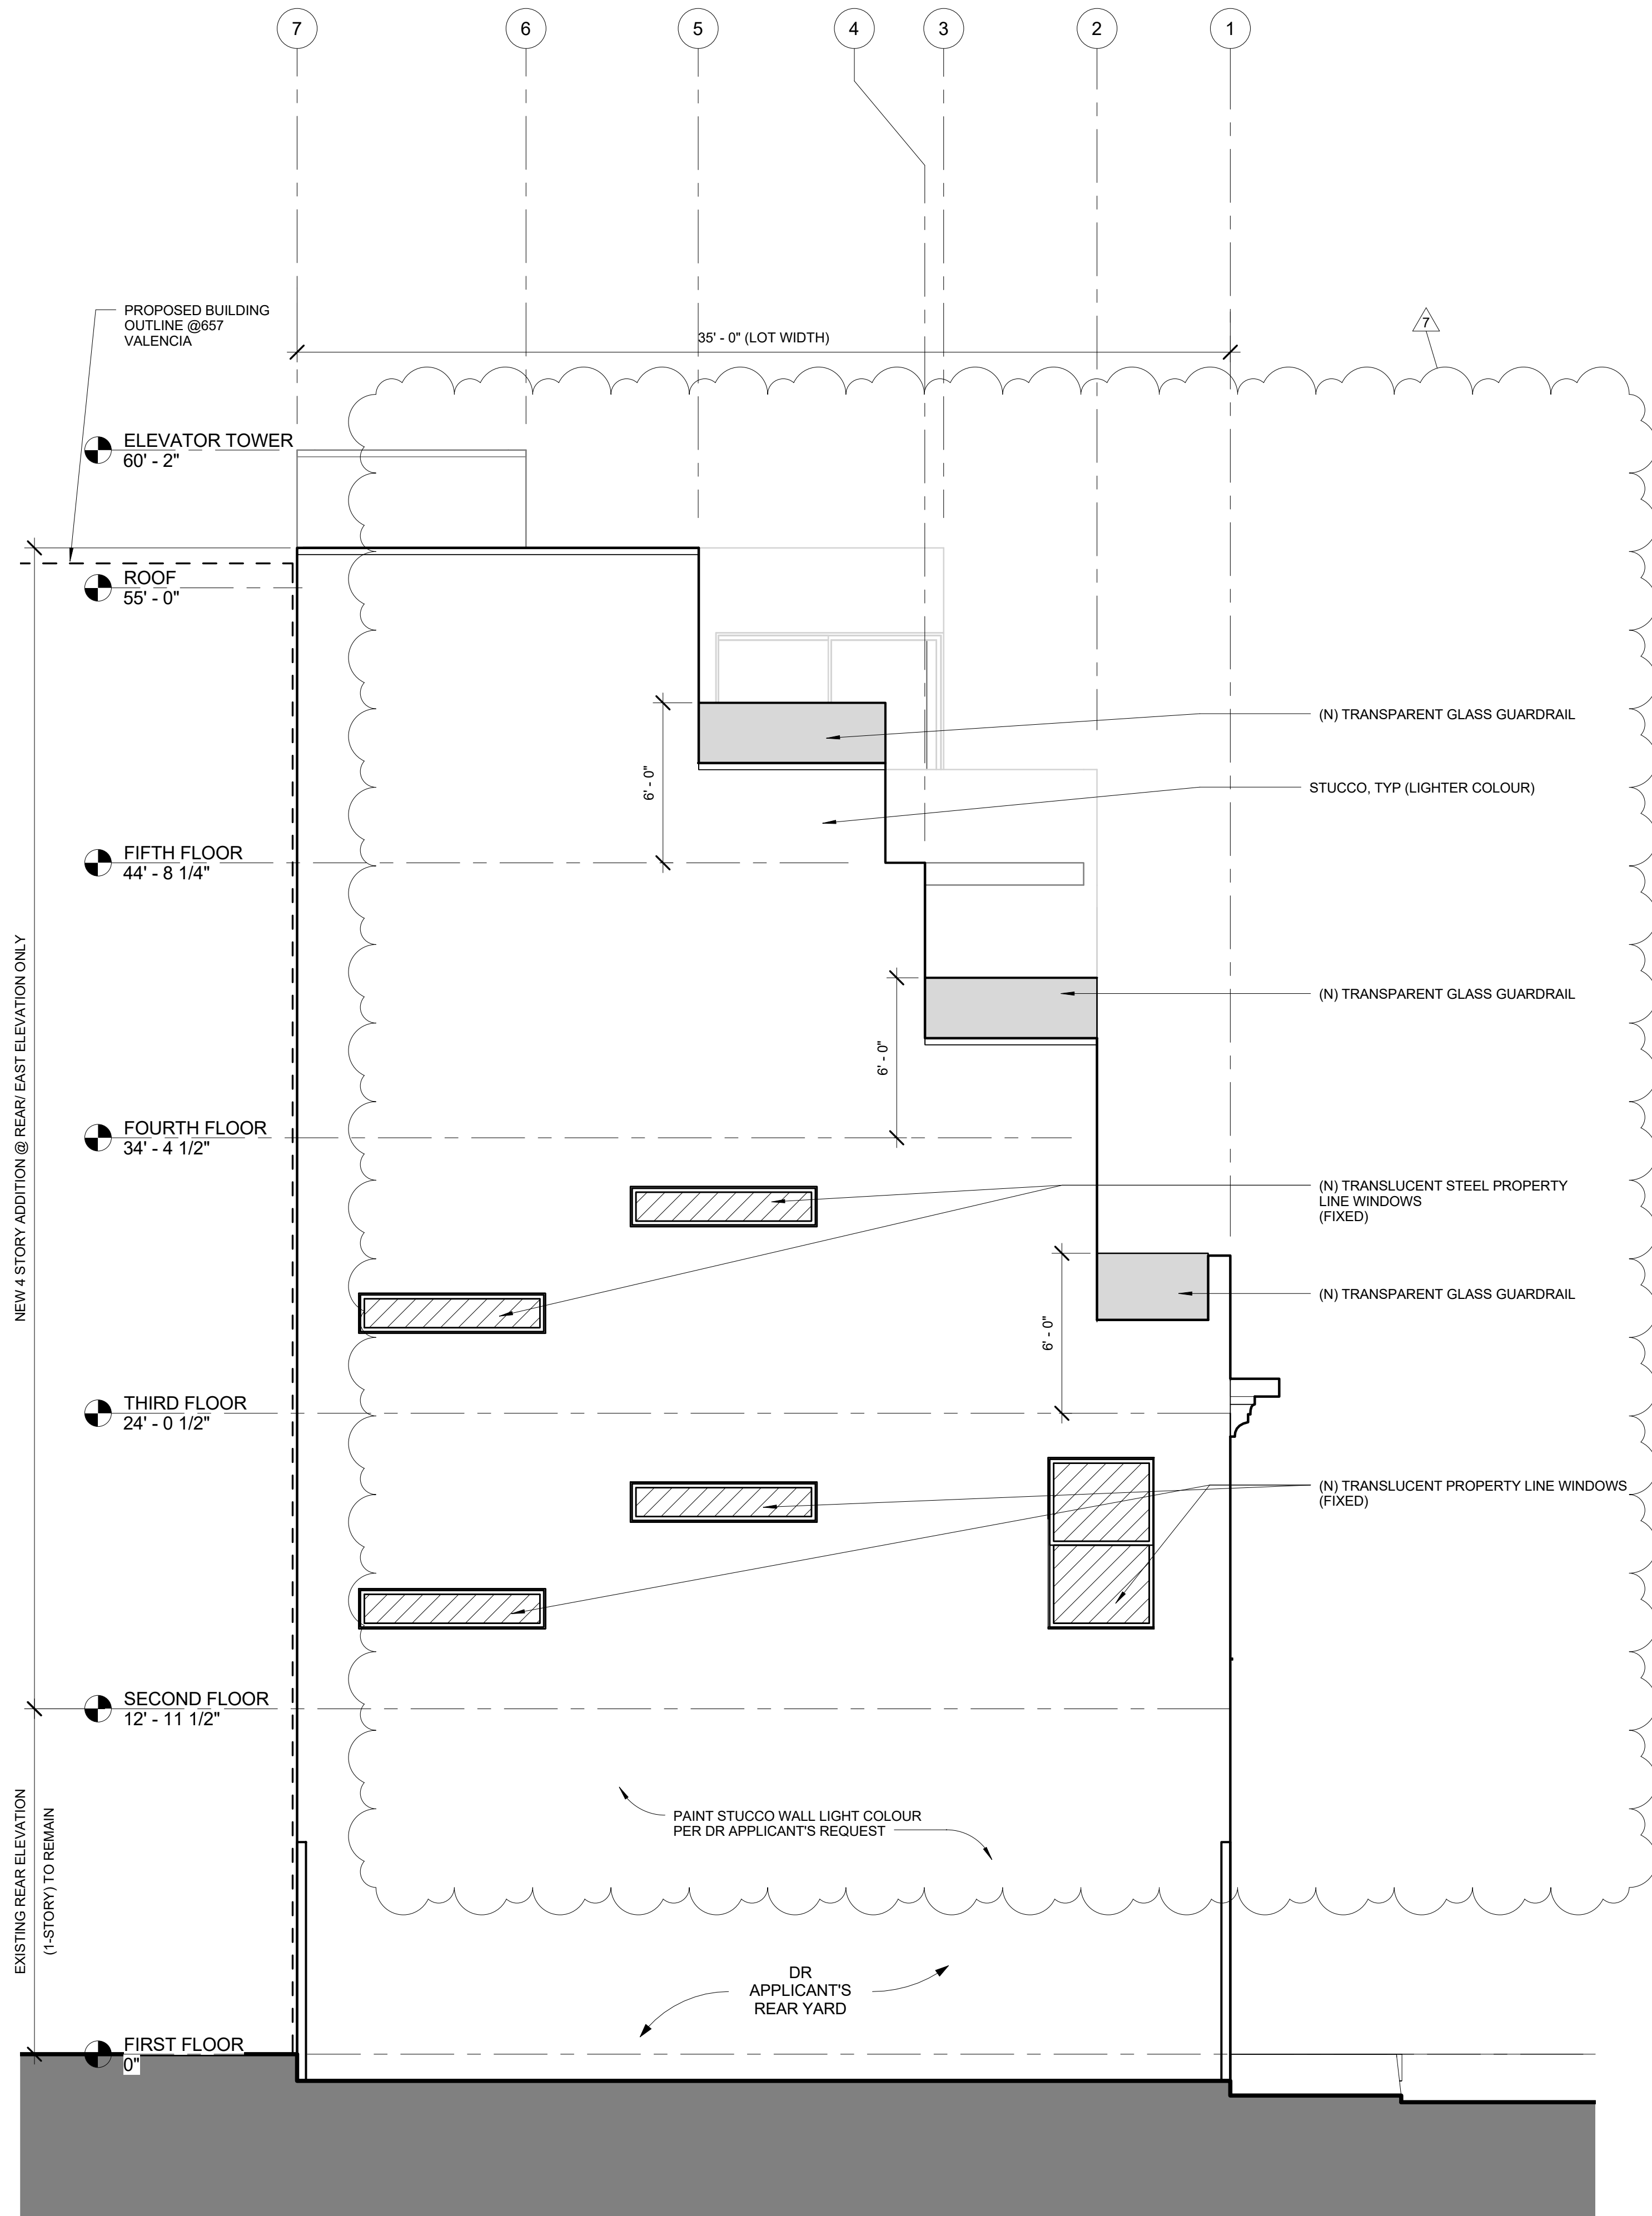 7
6
5
4
3
2
1
PROPOSED BUILDING
OUTLINE @657
VALENCIA
35' - 0" (LOT WIDTH)
7
ELEVATOR TOWER
60' - 2"
ROOF
55' - 0"
(N) TRANSPARENT GLASS GUARDRAIL
6' - 0"
STUCCO, TYP (LIGHTER COLOUR)
FIFTH FLOOR
44' - 8 1/4"
NEW 4 STORY ADDITION @ REAR/ EAST ELEVATION ONLY
(N) TRANSPARENT GLASS GUARDRAIL
6' - 0"
FOURTH FLOOR
34' - 4 1/2"
(N) TRANSLUCENT STEEL PROPERTY
LINE WINDOWS
(FIXED)
(N) TRANSPARENT GLASS GUARDRAIL
6' - 0"
THIRD FLOOR
24' - 0 1/2"
(N) TRANSLUCENT PROPERTY LINE WINDOWS
(FIXED)
SECOND FLOOR
12' - 11 1/2"
EXISTING REAR ELEVATION
(1-STORY) TO REMAIN
PAINT STUCCO WALL LIGHT COLOUR
PER DR APPLICANT'S REQUEST
DR
APPLICANT'S
REAR YARD
FIRST FLOOR
0"